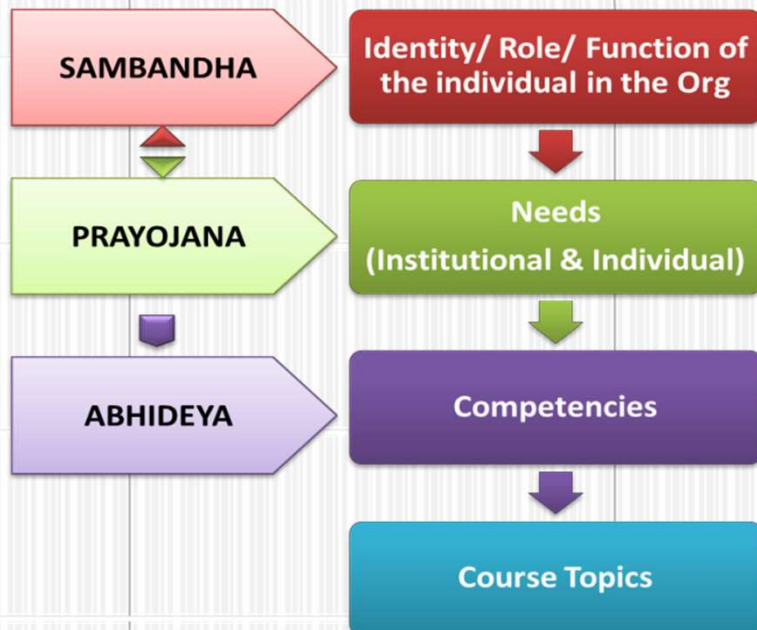 SAMBANDHA
Identity/ Role/ Function of
the individual in the Org
PRAYOJANA
Needs
(Institutional & Individual)
ABHIDEYA
Competencies
Course Topics